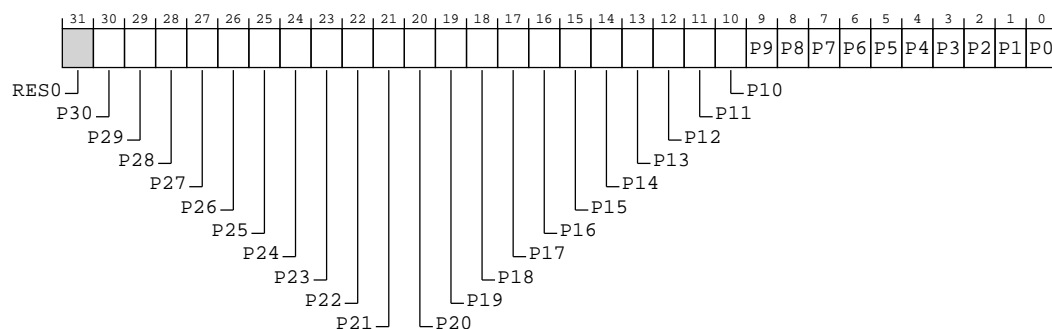 31 30 29 28 27 26 25 24 23 22 21 20 19 18 17 16 15 14 13 12 11 10 9 8 7 6 5 4 3 2 1 0
P9 P8 P7 P6 P5 P4 P3 P2 P1 P0
RES0 P10
P30 P11
P29 P12
P28 P13
P27 P14
P26 P15
P25 P16
P24 P17
P23 P18
P22 P19
P21 P20